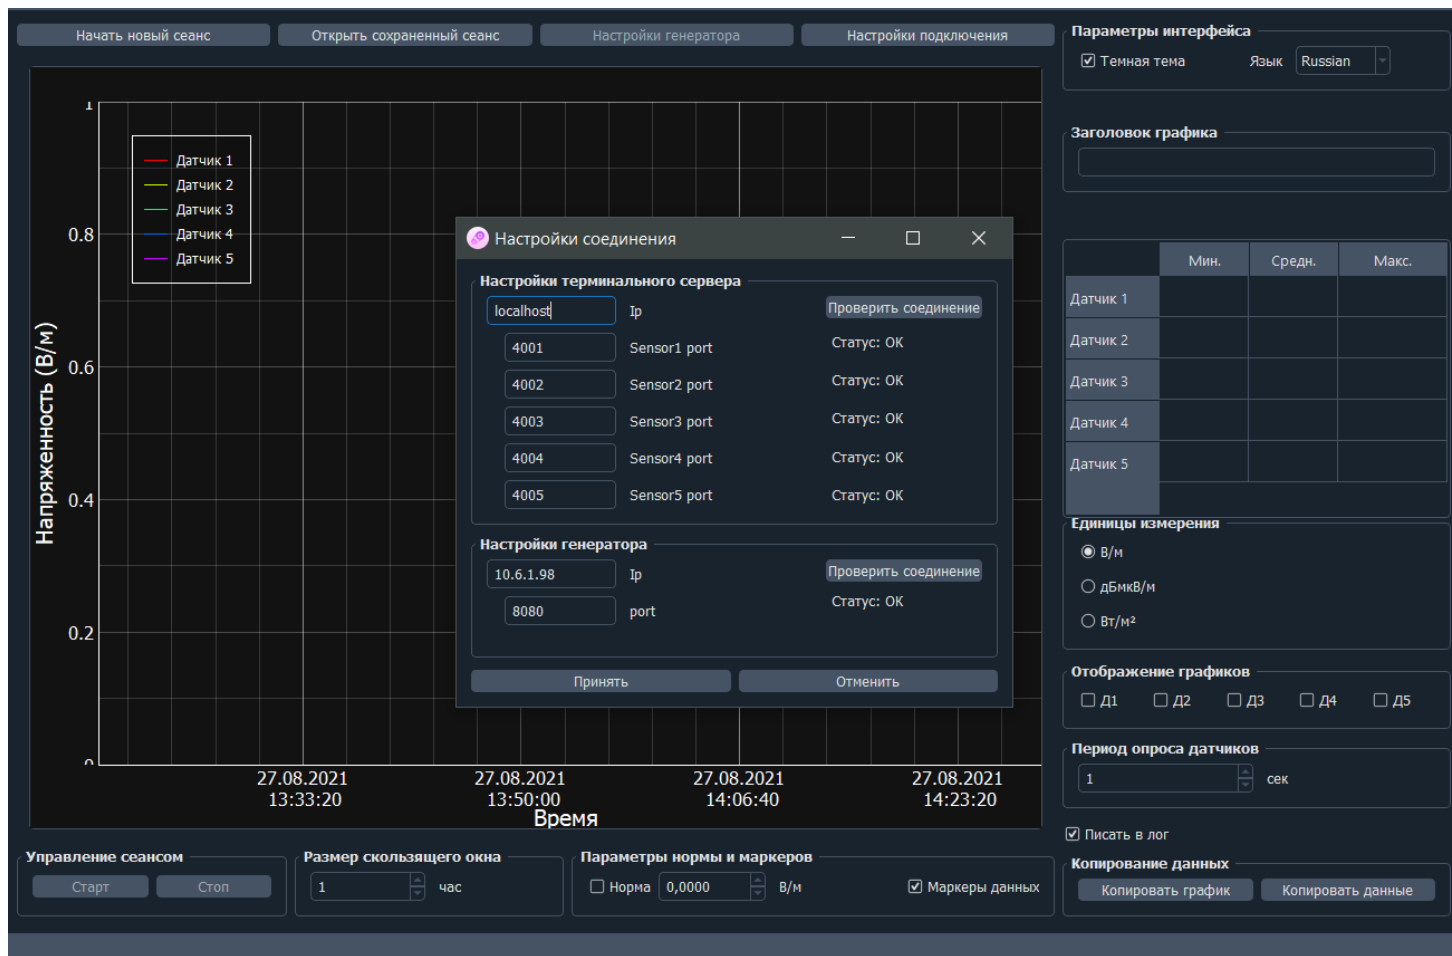 Начать новый сеанс
Открыть сохраненный сеанс
Настройки генератора
Настройки подключения
1
0.8
0.6
0.4
0.2
0
Напряженность (В/м)
Датчик 1
Датчик 2
Датчик 3
Датчик 4
Датчик 5
27.08.2021
13:33:20
27.08.2021
13:50:00
27.08.2021
14:06:40
27.08.2021
14:23:20
Время
Настройки соединения
Настройки терминального сервера
localhost Ip Проверить соединение
4001 Sensor1 port Статус: OK
4002 Sensor2 port Статус: OK
4003 Sensor3 port Статус: OK
4004 Sensor4 port Статус: OK
4005 Sensor5 port Статус: OK
Настройки генератора
10.6.1.98 Ip Проверить соединение
8080 port Статус: OK
Принять Отменить
Параметры интерфейса
Темная тема Язык Russian
Заголовок графика
Мин. Средн. Макс.
Датчик 1
Датчик 2
Датчик 3
Датчик 4
Датчик 5
Единицы измерения
В/м
дБмкВ/м
Вт/м²
Отображение графиков
Д1 Д2 Д3 Д4 Д5
Период опроса датчиков
1 сек
Писать в лог
Копирование данных
Копировать график Копировать данные
Управление сеансом
Старт Стоп
Размер скользящего окна
1 час
Параметры нормы и маркеров
Норма 0,0000 В/м Маркеры данных